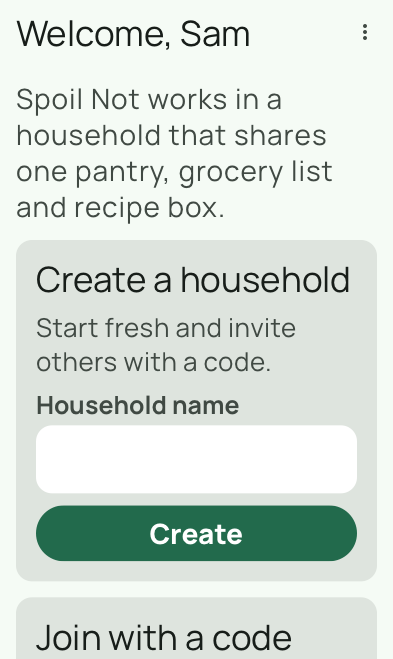 Welcome, Sam
Spoil Not works in a
household that shares
one pantry, grocery list
and recipe box.
Create a household
Start fresh and invite
others with a code.
Household name
Create
Join with a code